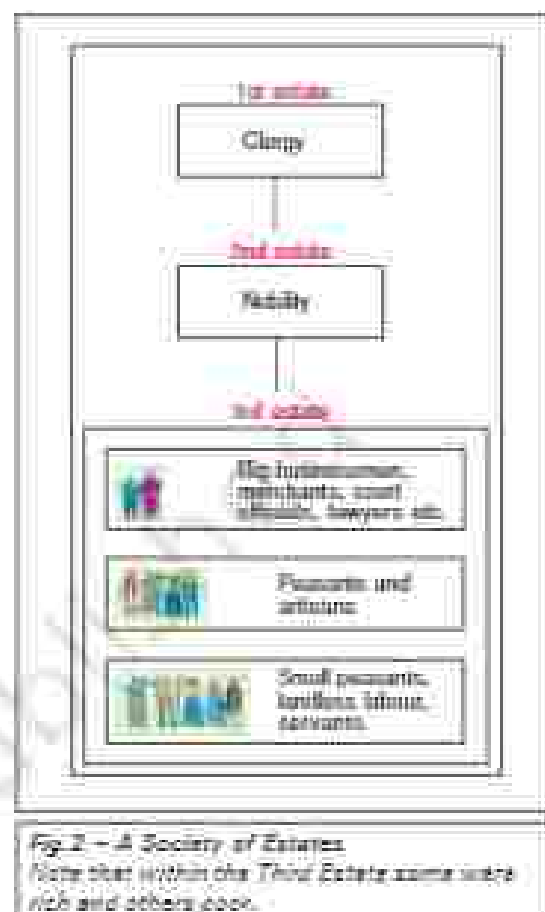 1st estate
Clergy
2nd estate
Nobility
3rd estate
Big businessmen,
merchants, court
officials, lawyers etc.
Peasants and
artisans
Small peasants,
landless labour,
servants.
Fig.2 – A Society of Estates.
Note that within the Third Estate some were
rich and others poor.